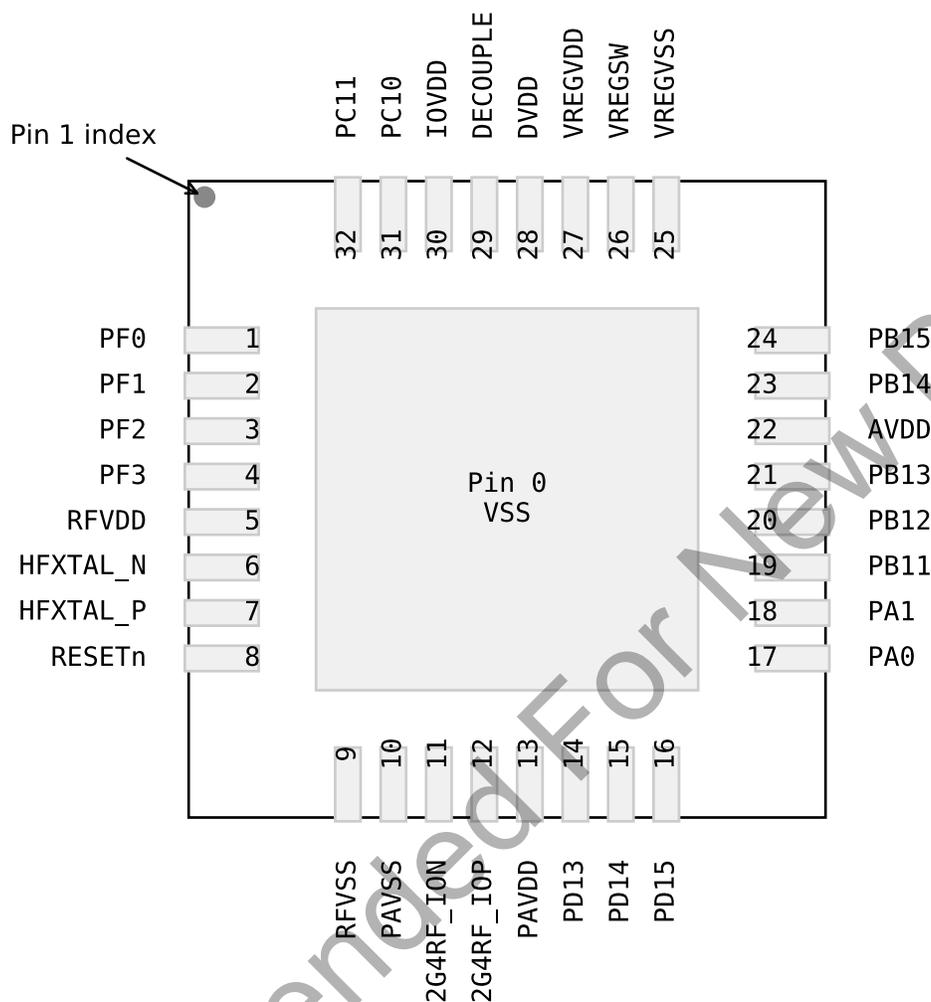 PC11
PC10
IOVDD
DECOUPLE
DVDD
VREGVDD
VREGSW
VREGVSS
Pin 1 index
32
31
30
29
28
27
26
25
PF0 1
PF1 2
PF2 3
PF3 4
RFVDD 5
HFXTAL_N 6
HFXTAL_P 7
RESETn 8
Pin 0
VSS
24 PB15
23 PB14
22 AVDD
21 PB13
20 PB12
19 PB11
18 PA1
17 PA0
9
10
11
12
13
14
15
16
RFVSS
PAVSS
2G4RF_ION
2G4RF_IOP
PAVDD
PD13
PD14
PD15
ended For New